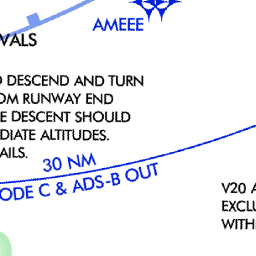 AMEEE
VALS
DESCEND AND TURN
OM RUNWAY END
E DESCENT SHOULD
DIATE ALTITUDES.
AILS.
30 NM
ODE C & ADS-B OUT
V20 A
EXCLU
WITH